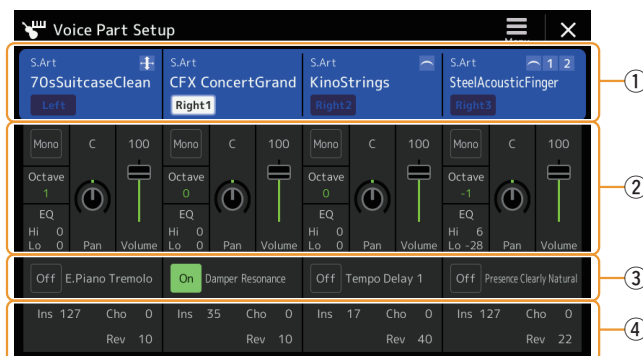 Voice Part Setup
S.Art S.Art S.Art S.Art 1 2
70sSuitcaseClean CFX ConcertGrand KinoStrings SteelAcousticFinger
Left Right1 Right2 Right3
1
Mono C 100 Mono C 100 Mono C 100 Mono C 100
Octave Octave Octave Octave
1 0 0 -1
2
EQ EQ EQ EQ
Hi 0 Hi 0 Hi 0 Hi 6
Lo 0 Pan Volume Lo 0 Pan Volume Lo 0 Pan Volume Lo -28 Pan Volume
Off E.Piano Tremolo On Damper Resonance Off Tempo Delay 1 Off Presence Clearly Natural
3
Ins 127 Cho 0 Ins 35 Cho 0 Ins 17 Cho 0 Ins 127 Cho 0
4
Rev 10 Rev 10 Rev 40 Rev 22